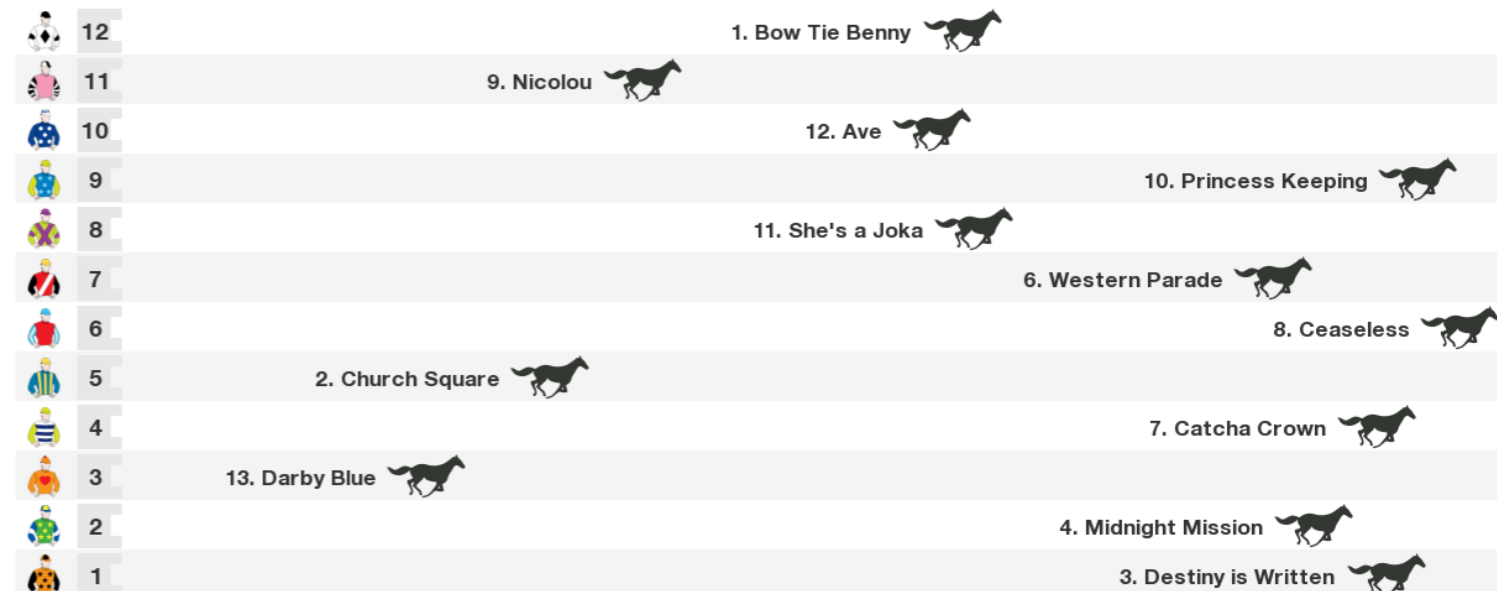 12 1. Bow Tie Benny
11 9. Nicolou
10 12. Ave
9 10. Princess Keeping
8 11. She's a Joka
7 6. Western Parade
6 8. Ceaseless
5 2. Church Square
4 7. Catcha Crown
3 13. Darby Blue
2 4. Midnight Mission
1 3. Destiny is Written